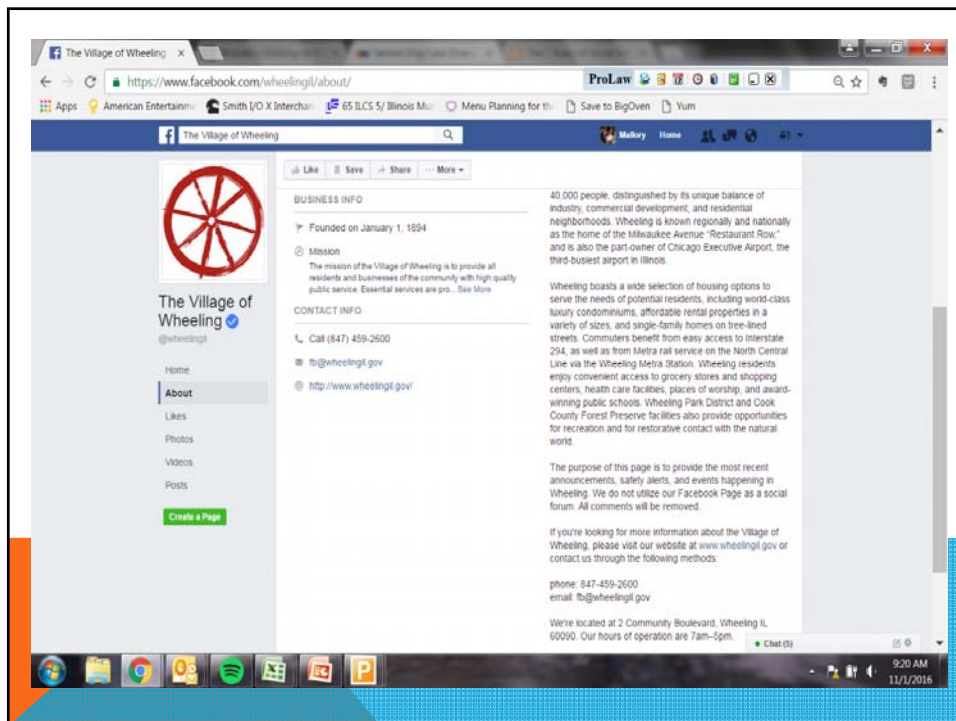 The Village of Wheeling
https://www.facebook.com/wheelingil/about/
ProLaw
Apps American Entertainm Smith I/O X Interchan 65 ILCS 5/ Illinois Mu Menu Planning for th Save to BigOven Yum
The Village of Wheeling
Mallory Home
Like Save Share More
The Village of
Wheeling
@wheelingil
Home
About
Likes
Photos
Videos
Posts
Create a Page
BUSINESS INFO
Founded on January 1, 1894
Mission
The mission of the Village of Wheeling is to provide all
residents and businesses of the community with high quality
public service. Essential services are pro... See More
CONTACT INFO
Call (847) 459-2600
fb@wheelingil.gov
http://www.wheelingil.gov/
40,000 people, distinguished by its unique balance of
industry, commercial development, and residential
neighborhoods. Wheeling is known regionally and nationally
as the home of the Milwaukee Avenue "Restaurant Row,"
and is also the part-owner of Chicago Executive Airport, the
third-busiest airport in Illinois.
Wheeling boasts a wide selection of housing options to
serve the needs of potential residents, including world-class
luxury condominiums, affordable rental properties in a
variety of sizes, and single-family homes on tree-lined
streets. Commuters benefit from easy access to Interstate
294, as well as from Metra rail service on the North Central
Line via the Wheeling Metra Station. Wheeling residents
enjoy convenient access to grocery stores and shopping
centers, health care facilities, places of worship, and award-
winning public schools. Wheeling Park District and Cook
County Forest Preserve facilities also provide opportunities
for recreation and for restorative contact with the natural
world.
The purpose of this page is to provide the most recent
announcements, safety alerts, and events happening in
Wheeling. We do not utilize our Facebook Page as a social
forum. All comments will be removed.
If you're looking for more information about the Village of
Wheeling, please visit our website at www.wheelingil.gov or
contact us through the following methods:
phone: 847-459-2600
email: fb@wheelingil.gov
We're located at 2 Community Boulevard, Wheeling IL
60090. Our hours of operation are 7am–5pm.
Chat (5)
9:20 AM
11/1/2016